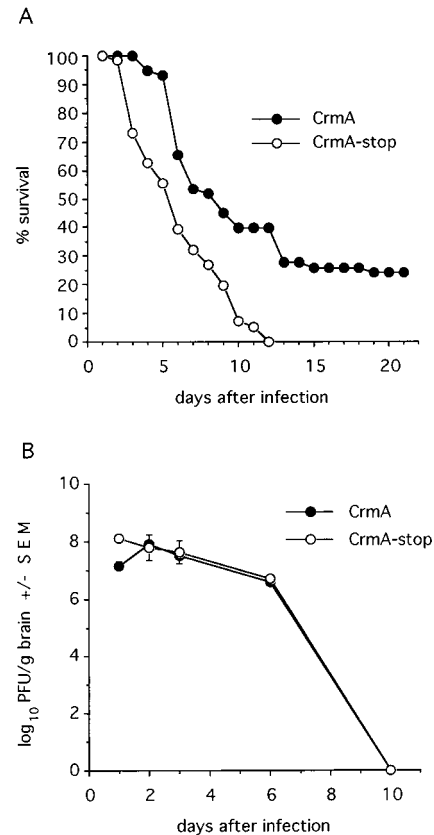 A
100
90
80
70
60
50
40
30
20
10
0
% survival
CrmA
CrmA-stop
0 5 10 15 20
days after infection
B
10
8
6
4
2
0
log10 PFU/g brain +/- S E M
CrmA
CrmA-stop
0 2 4 6 8 10
days after infection